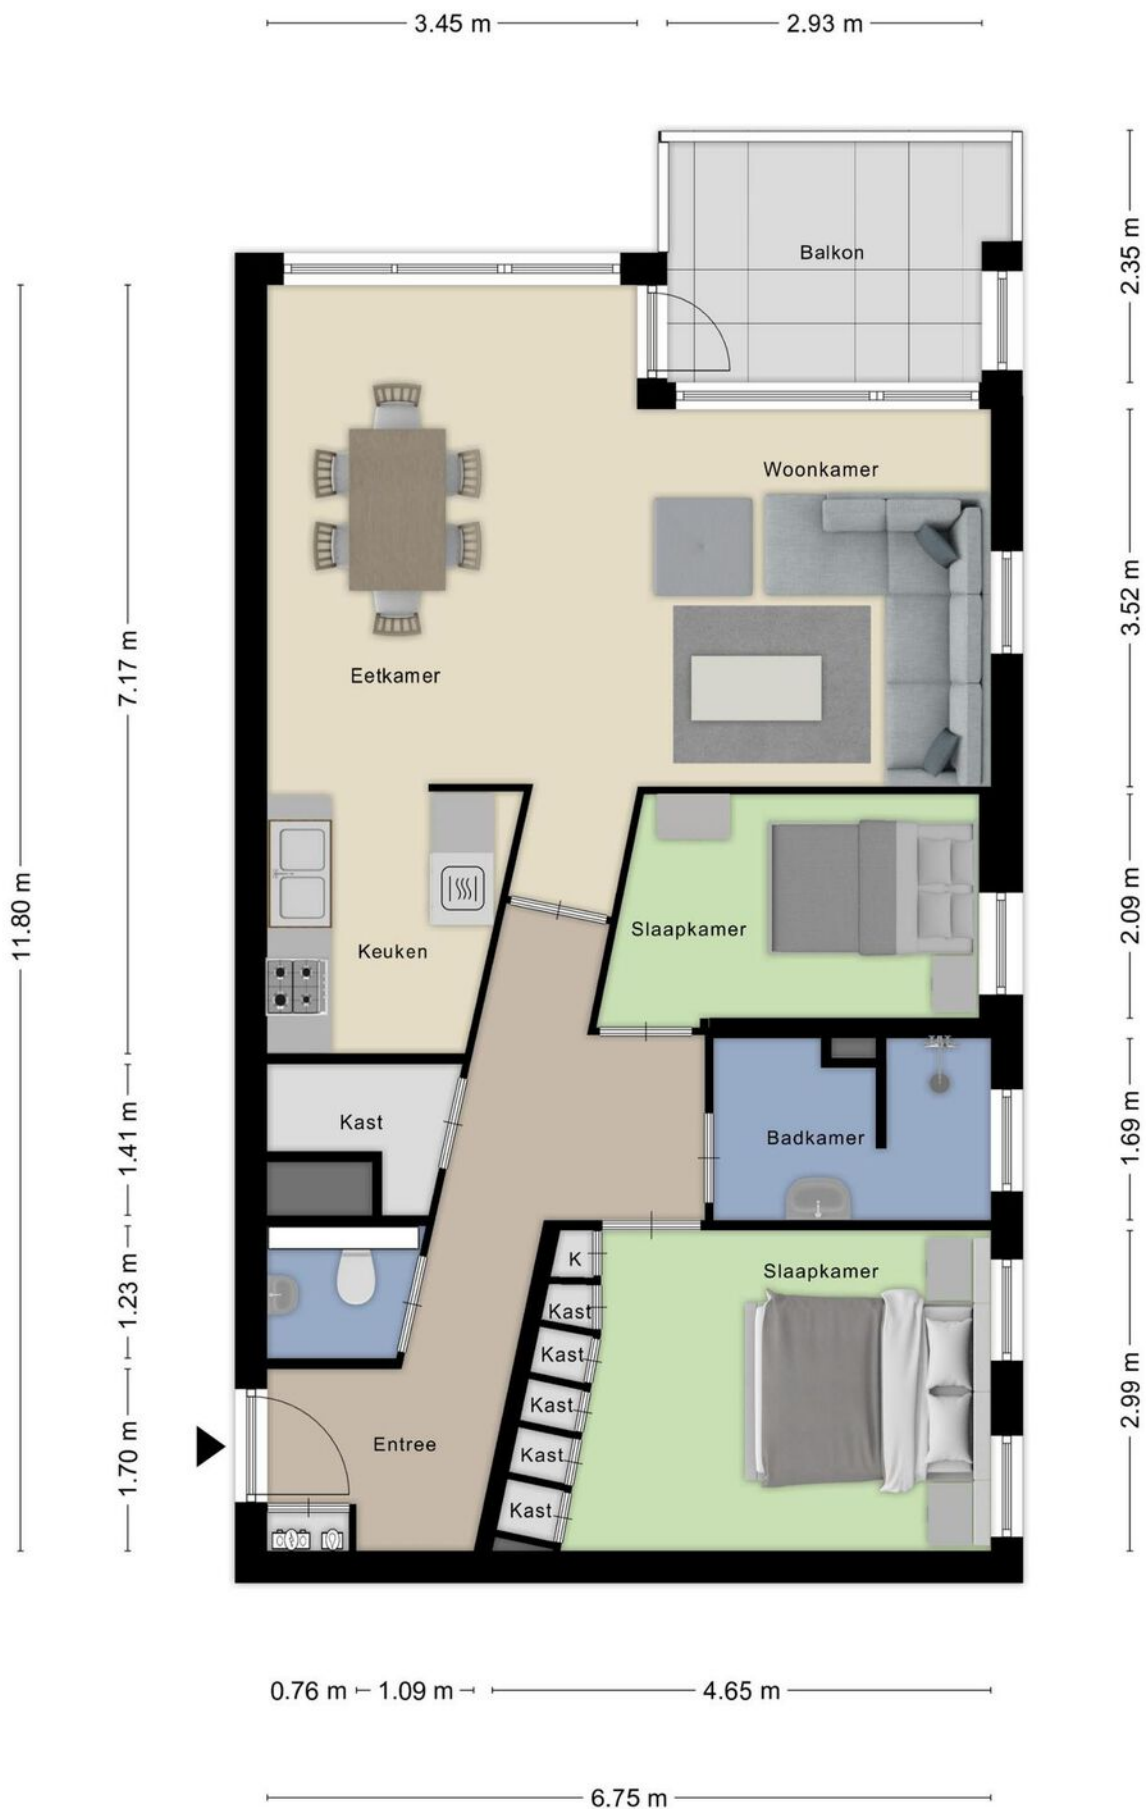 3.45 m
2.93 m
Balkon
2.35 m
Woonkamer
3.52 m
7.17 m
Eetkamer
11.80 m
Slaapkamer
2.09 m
Keuken
Kast
1.41 m
Badkamer
1.69 m
1.23 m
K
Slaapkamer
Kast
Kast
Kast
2.99 m
Entree
1.70 m
Kast
Kast
0.76 m
1.09 m
4.65 m
6.75 m